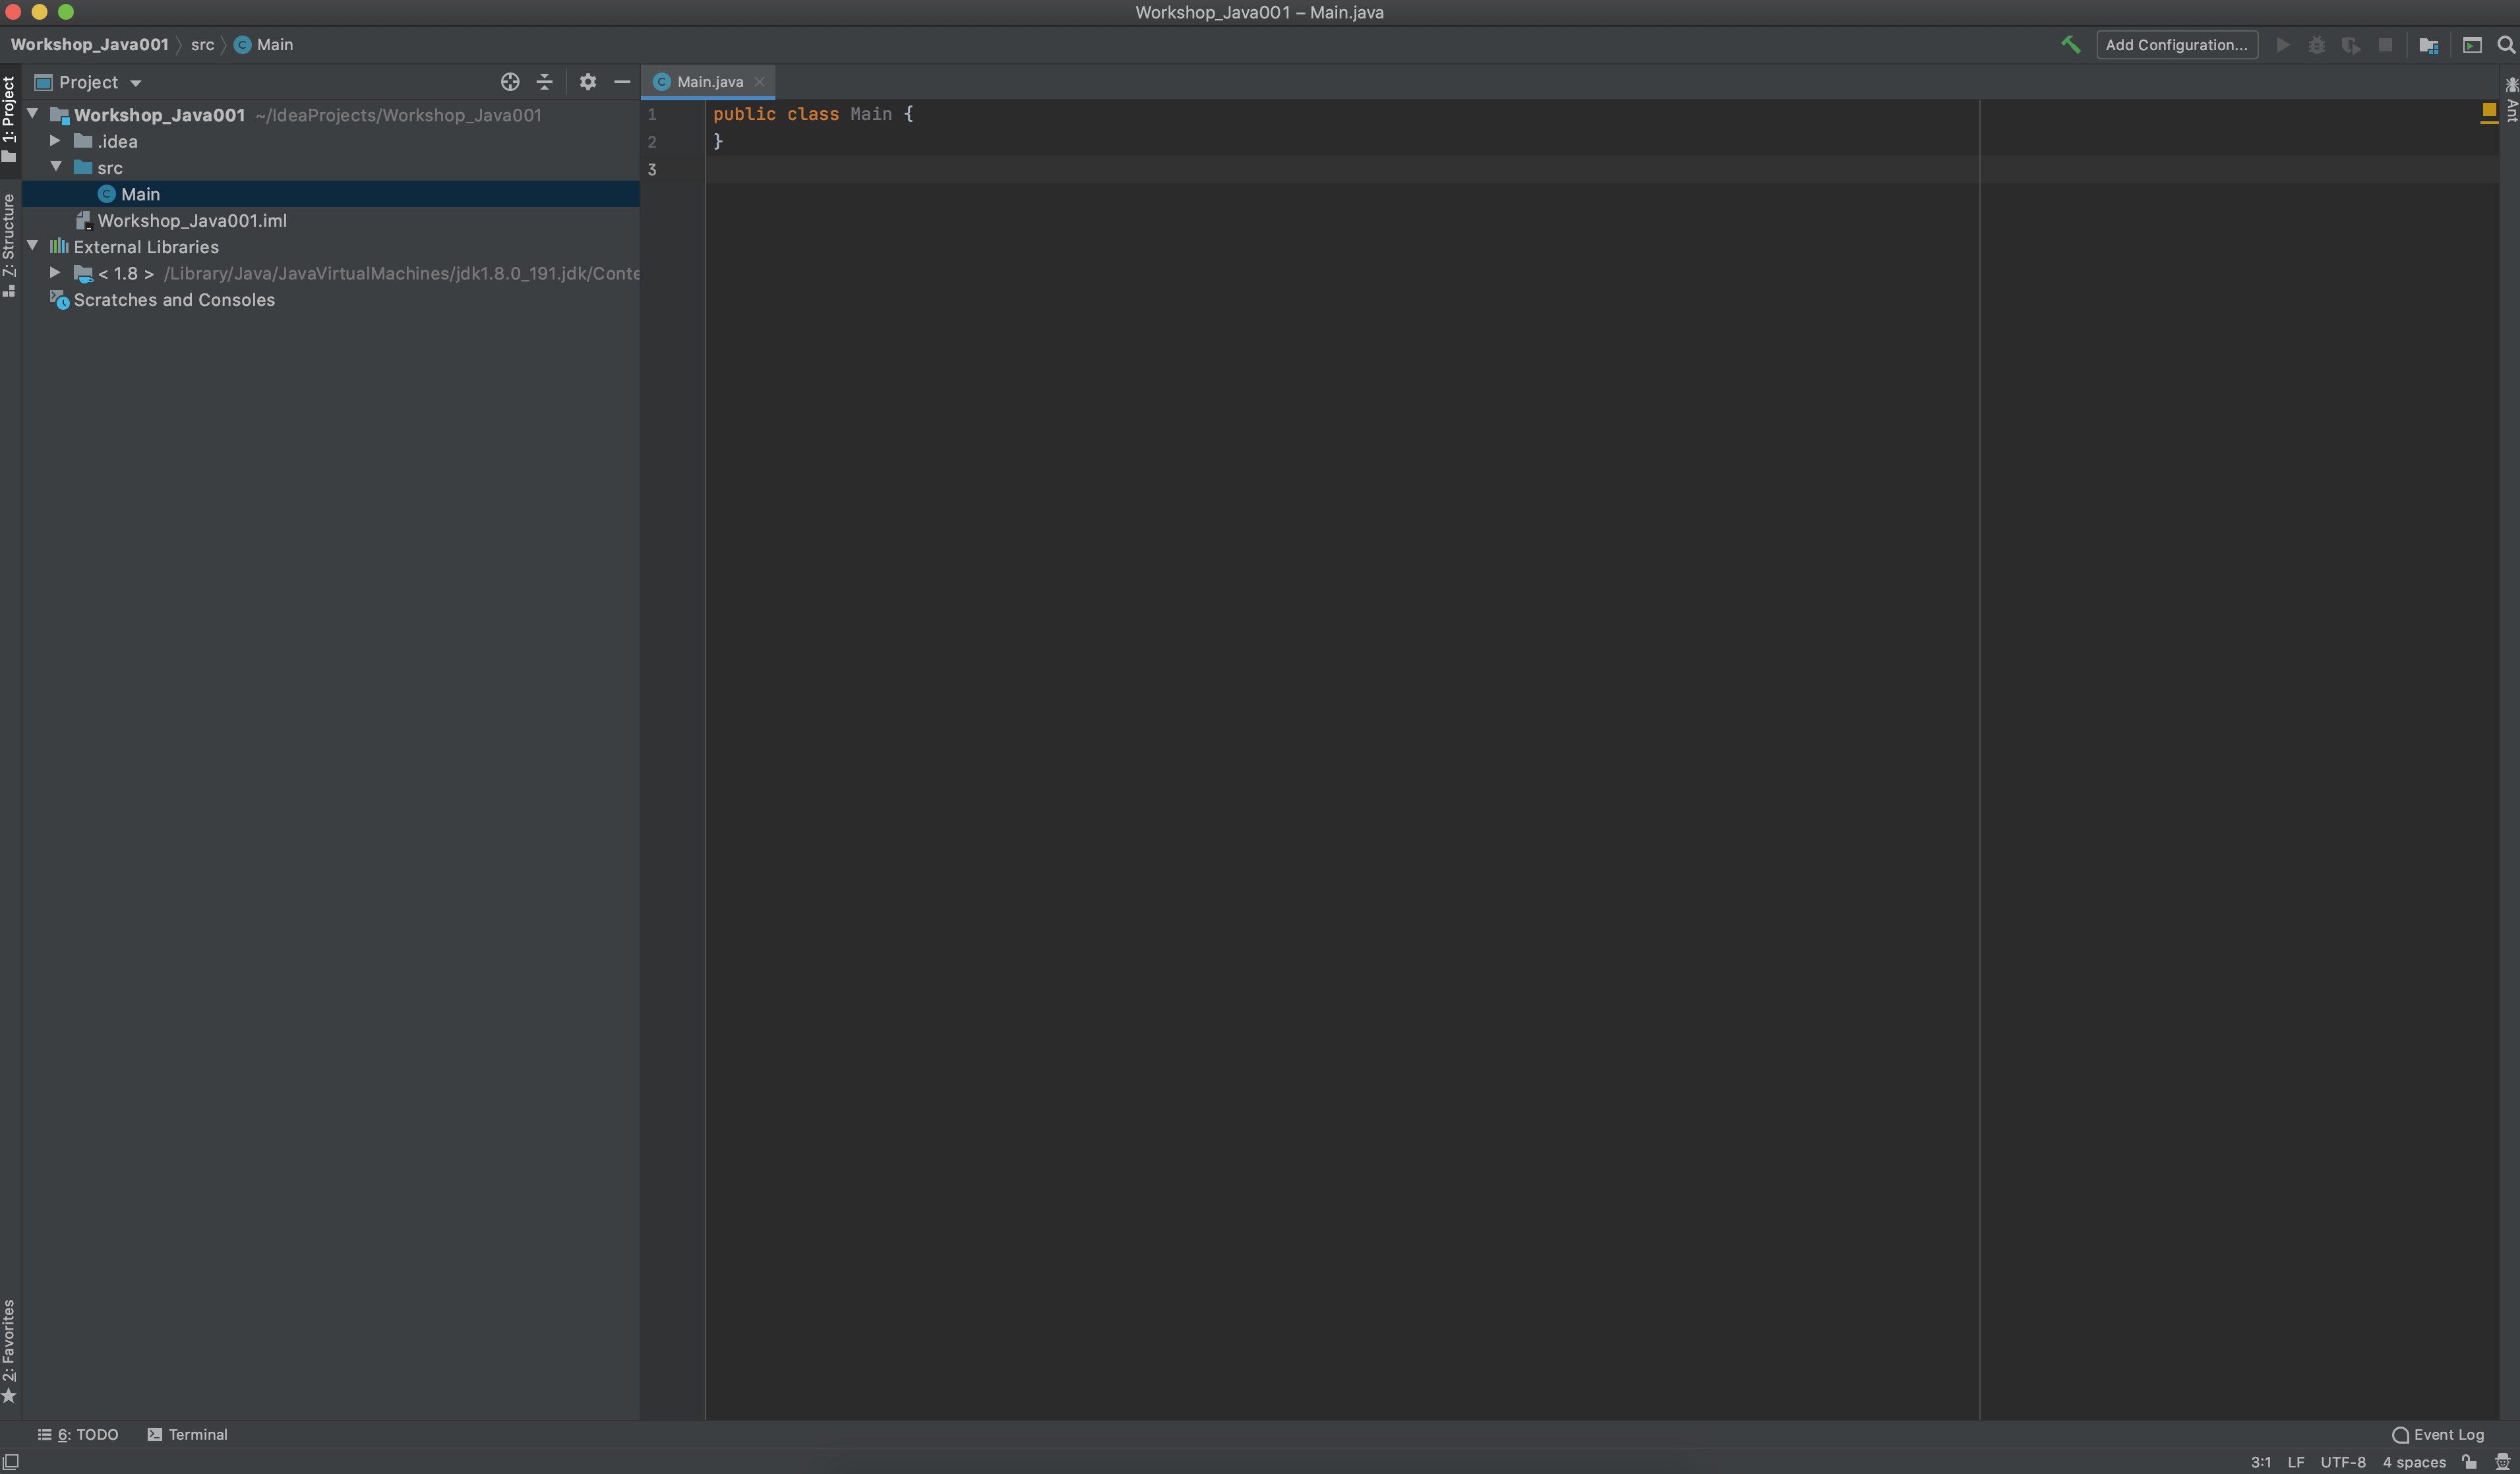 Workshop_Java001 – Main.java
Workshop_Java001 src Main
Add Configuration...
1: Project
Z: Structure
2: Favorites
Project
Workshop_Java001 ~/IdeaProjects/Workshop_Java001
.idea
src
Main
Workshop_Java001.iml
External Libraries
< 1.8 > /Library/Java/JavaVirtualMachines/jdk1.8.0_191.jdk/Conte
Scratches and Consoles
Main.java
1 public class Main {
2 }
3
Ant
6: TODO Terminal Event Log
3:1 LF UTF-8 4 spaces